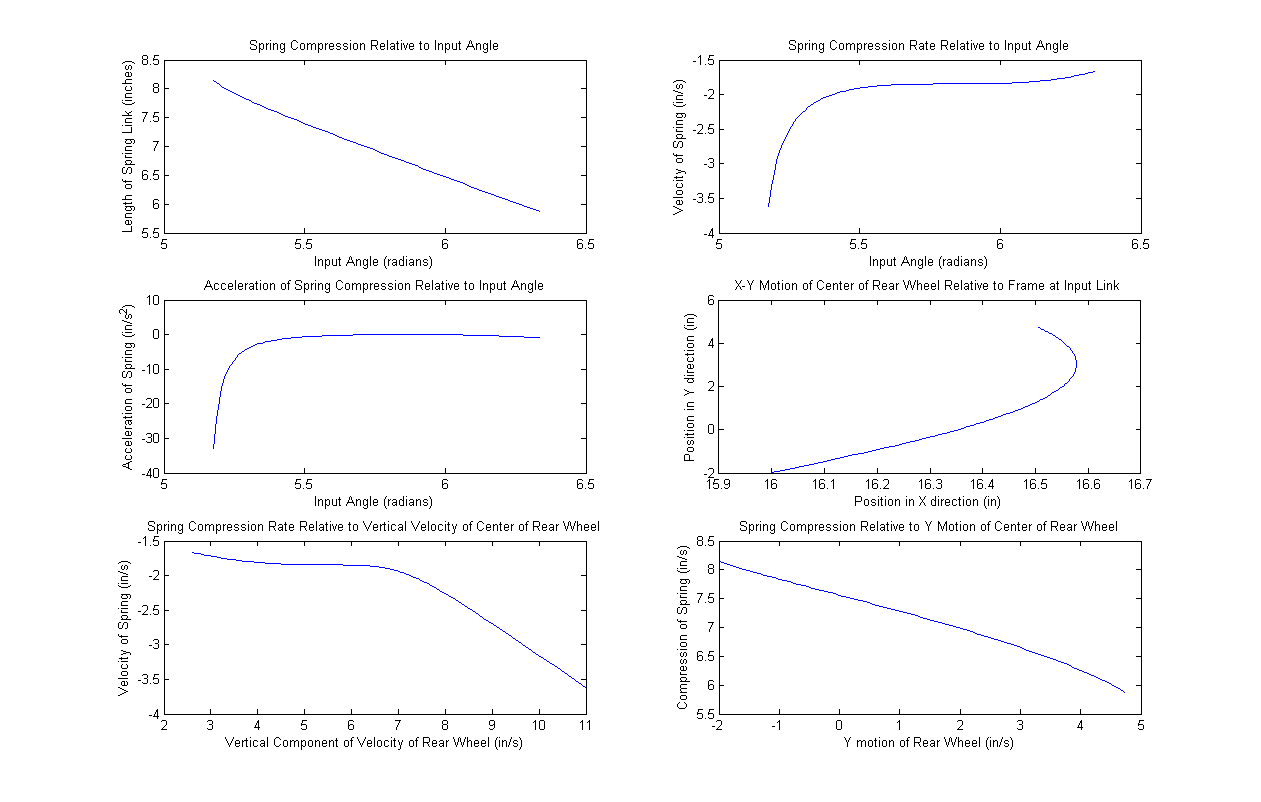 Spring Compression Relative to Input Angle
Length of Spring Link (inches)
8.5
8
7.5
7
6.5
6
5.5
5 5.5 6 6.5
Input Angle (radians)
Spring Compression Rate Relative to Input Angle
Velocity of Spring (in/s)
-1.5
-2
-2.5
-3
-3.5
-4
5 5.5 6 6.5
Input Angle (radians)
Acceleration of Spring Compression Relative to Input Angle
Acceleration of Spring (in/s²)
10
0
-10
-20
-30
-40
5 5.5 6 6.5
Input Angle (radians)
X-Y Motion of Center of Rear Wheel Relative to Frame at Input Link
Position in Y direction (in)
6
4
2
0
-2
15.9 16 16.1 16.2 16.3 16.4 16.5 16.6 16.7
Position in X direction (in)
Spring Compression Rate Relative to Vertical Velocity of Center of Rear Wheel
Velocity of Spring (in/s)
-1.5
-2
-2.5
-3
-3.5
-4
2 3 4 5 6 7 8 9 10 11
Vertical Component of Velocity of Rear Wheel (in/s)
Spring Compression Relative to Y Motion of Center of Rear Wheel
Compression of Spring (in/s)
8.5
8
7.5
7
6.5
6
5.5
-2 -1 0 1 2 3 4 5
Y motion of Rear Wheel (in/s)